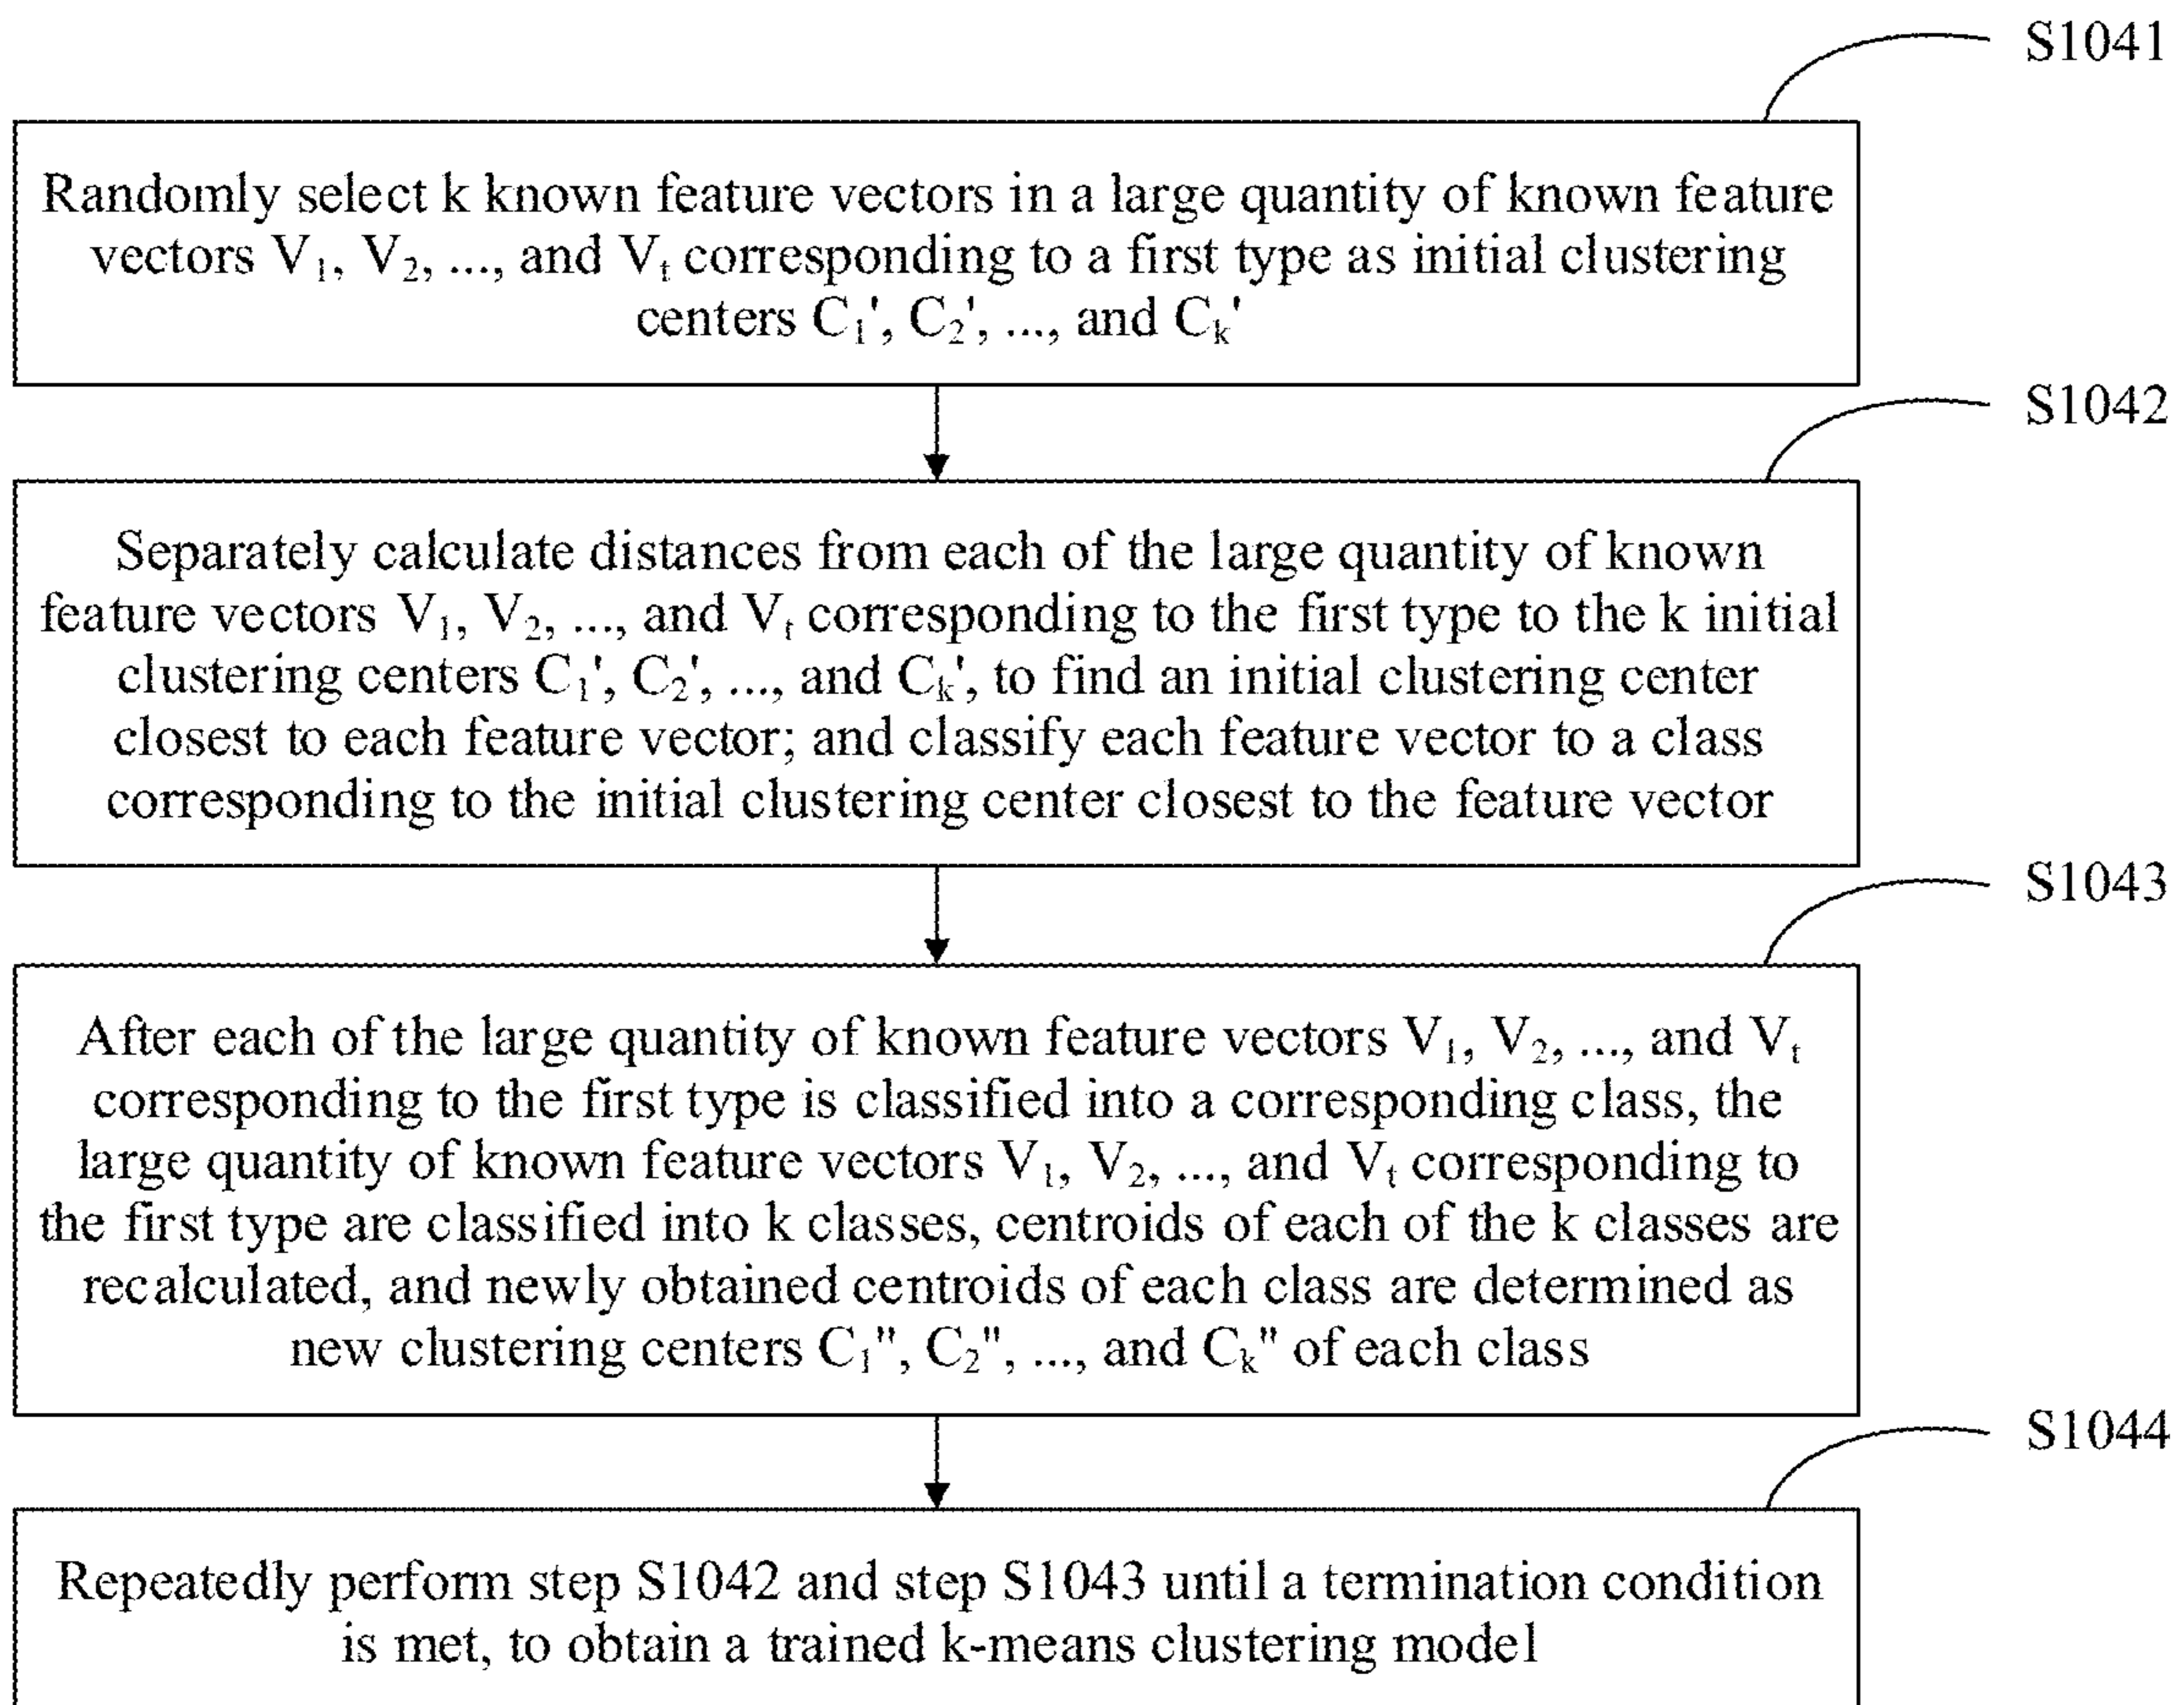 S1041
Randomly select k known feature vectors in a large quantity of known feature
vectors V₁, V₂, ..., and Vₜ corresponding to a first type as initial clustering
centers C₁', C₂', ..., and Cₖ'
S1042
Separately calculate distances from each of the large quantity of known
feature vectors V₁, V₂, ..., and Vₜ corresponding to the first type to the k initial
clustering centers C₁', C₂', ..., and Cₖ', to find an initial clustering center
closest to each feature vector; and classify each feature vector to a class
corresponding to the initial clustering center closest to the feature vector
S1043
After each of the large quantity of known feature vectors V₁, V₂, ..., and Vₜ
corresponding to the first type is classified into a corresponding class, the
large quantity of known feature vectors V₁, V₂, ..., and Vₜ corresponding to
the first type are classified into k classes, centroids of each of the k classes are
recalculated, and newly obtained centroids of each class are determined as
new clustering centers C₁", C₂", ..., and Cₖ" of each class
S1044
Repeatedly perform step S1042 and step S1043 until a termination condition
is met, to obtain a trained k-means clustering model